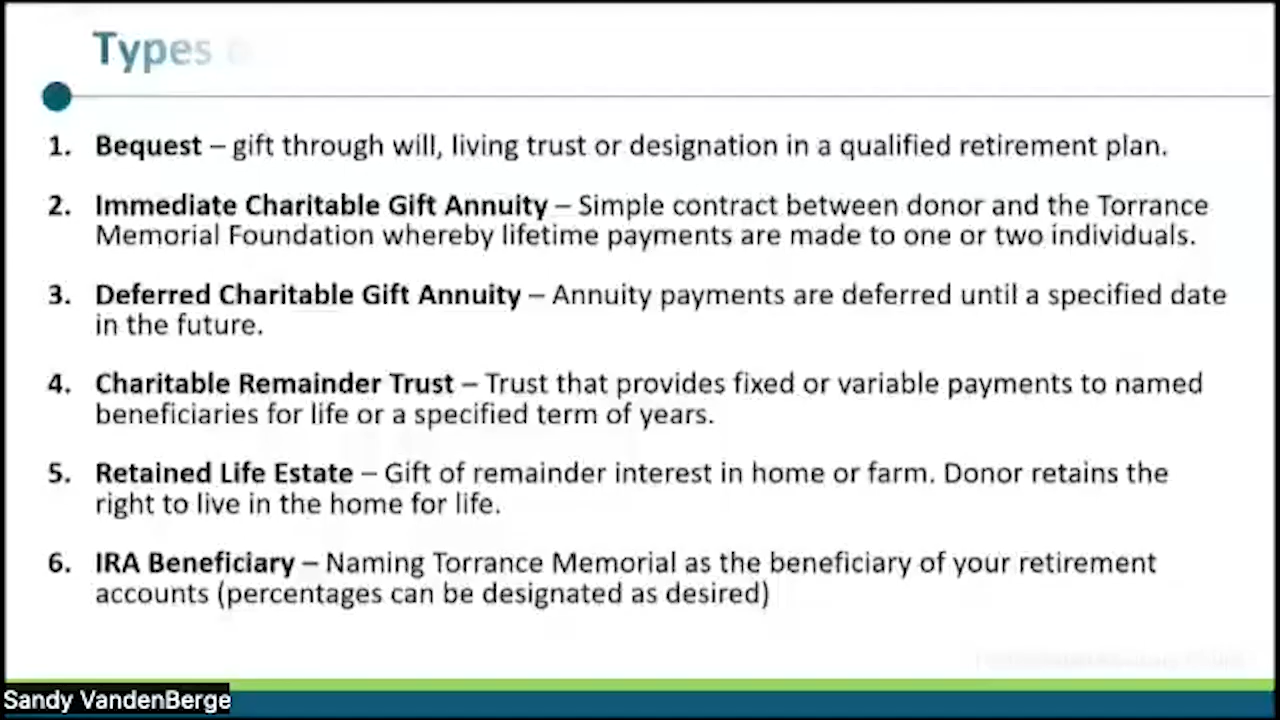 Types
1. Bequest – gift through will, living trust or designation in a qualified retirement plan.
2. Immediate Charitable Gift Annuity – Simple contract between donor and the Torrance
Memorial Foundation whereby lifetime payments are made to one or two individuals.
3. Deferred Charitable Gift Annuity – Annuity payments are deferred until a specified date
in the future.
4. Charitable Remainder Trust – Trust that provides fixed or variable payments to named
beneficiaries for life or a specified term of years.
5. Retained Life Estate – Gift of remainder interest in home or farm. Donor retains the
right to live in the home for life.
6. IRA Beneficiary – Naming Torrance Memorial as the beneficiary of your retirement
accounts (percentages can be designated as desired)
Sandy VandenBerge